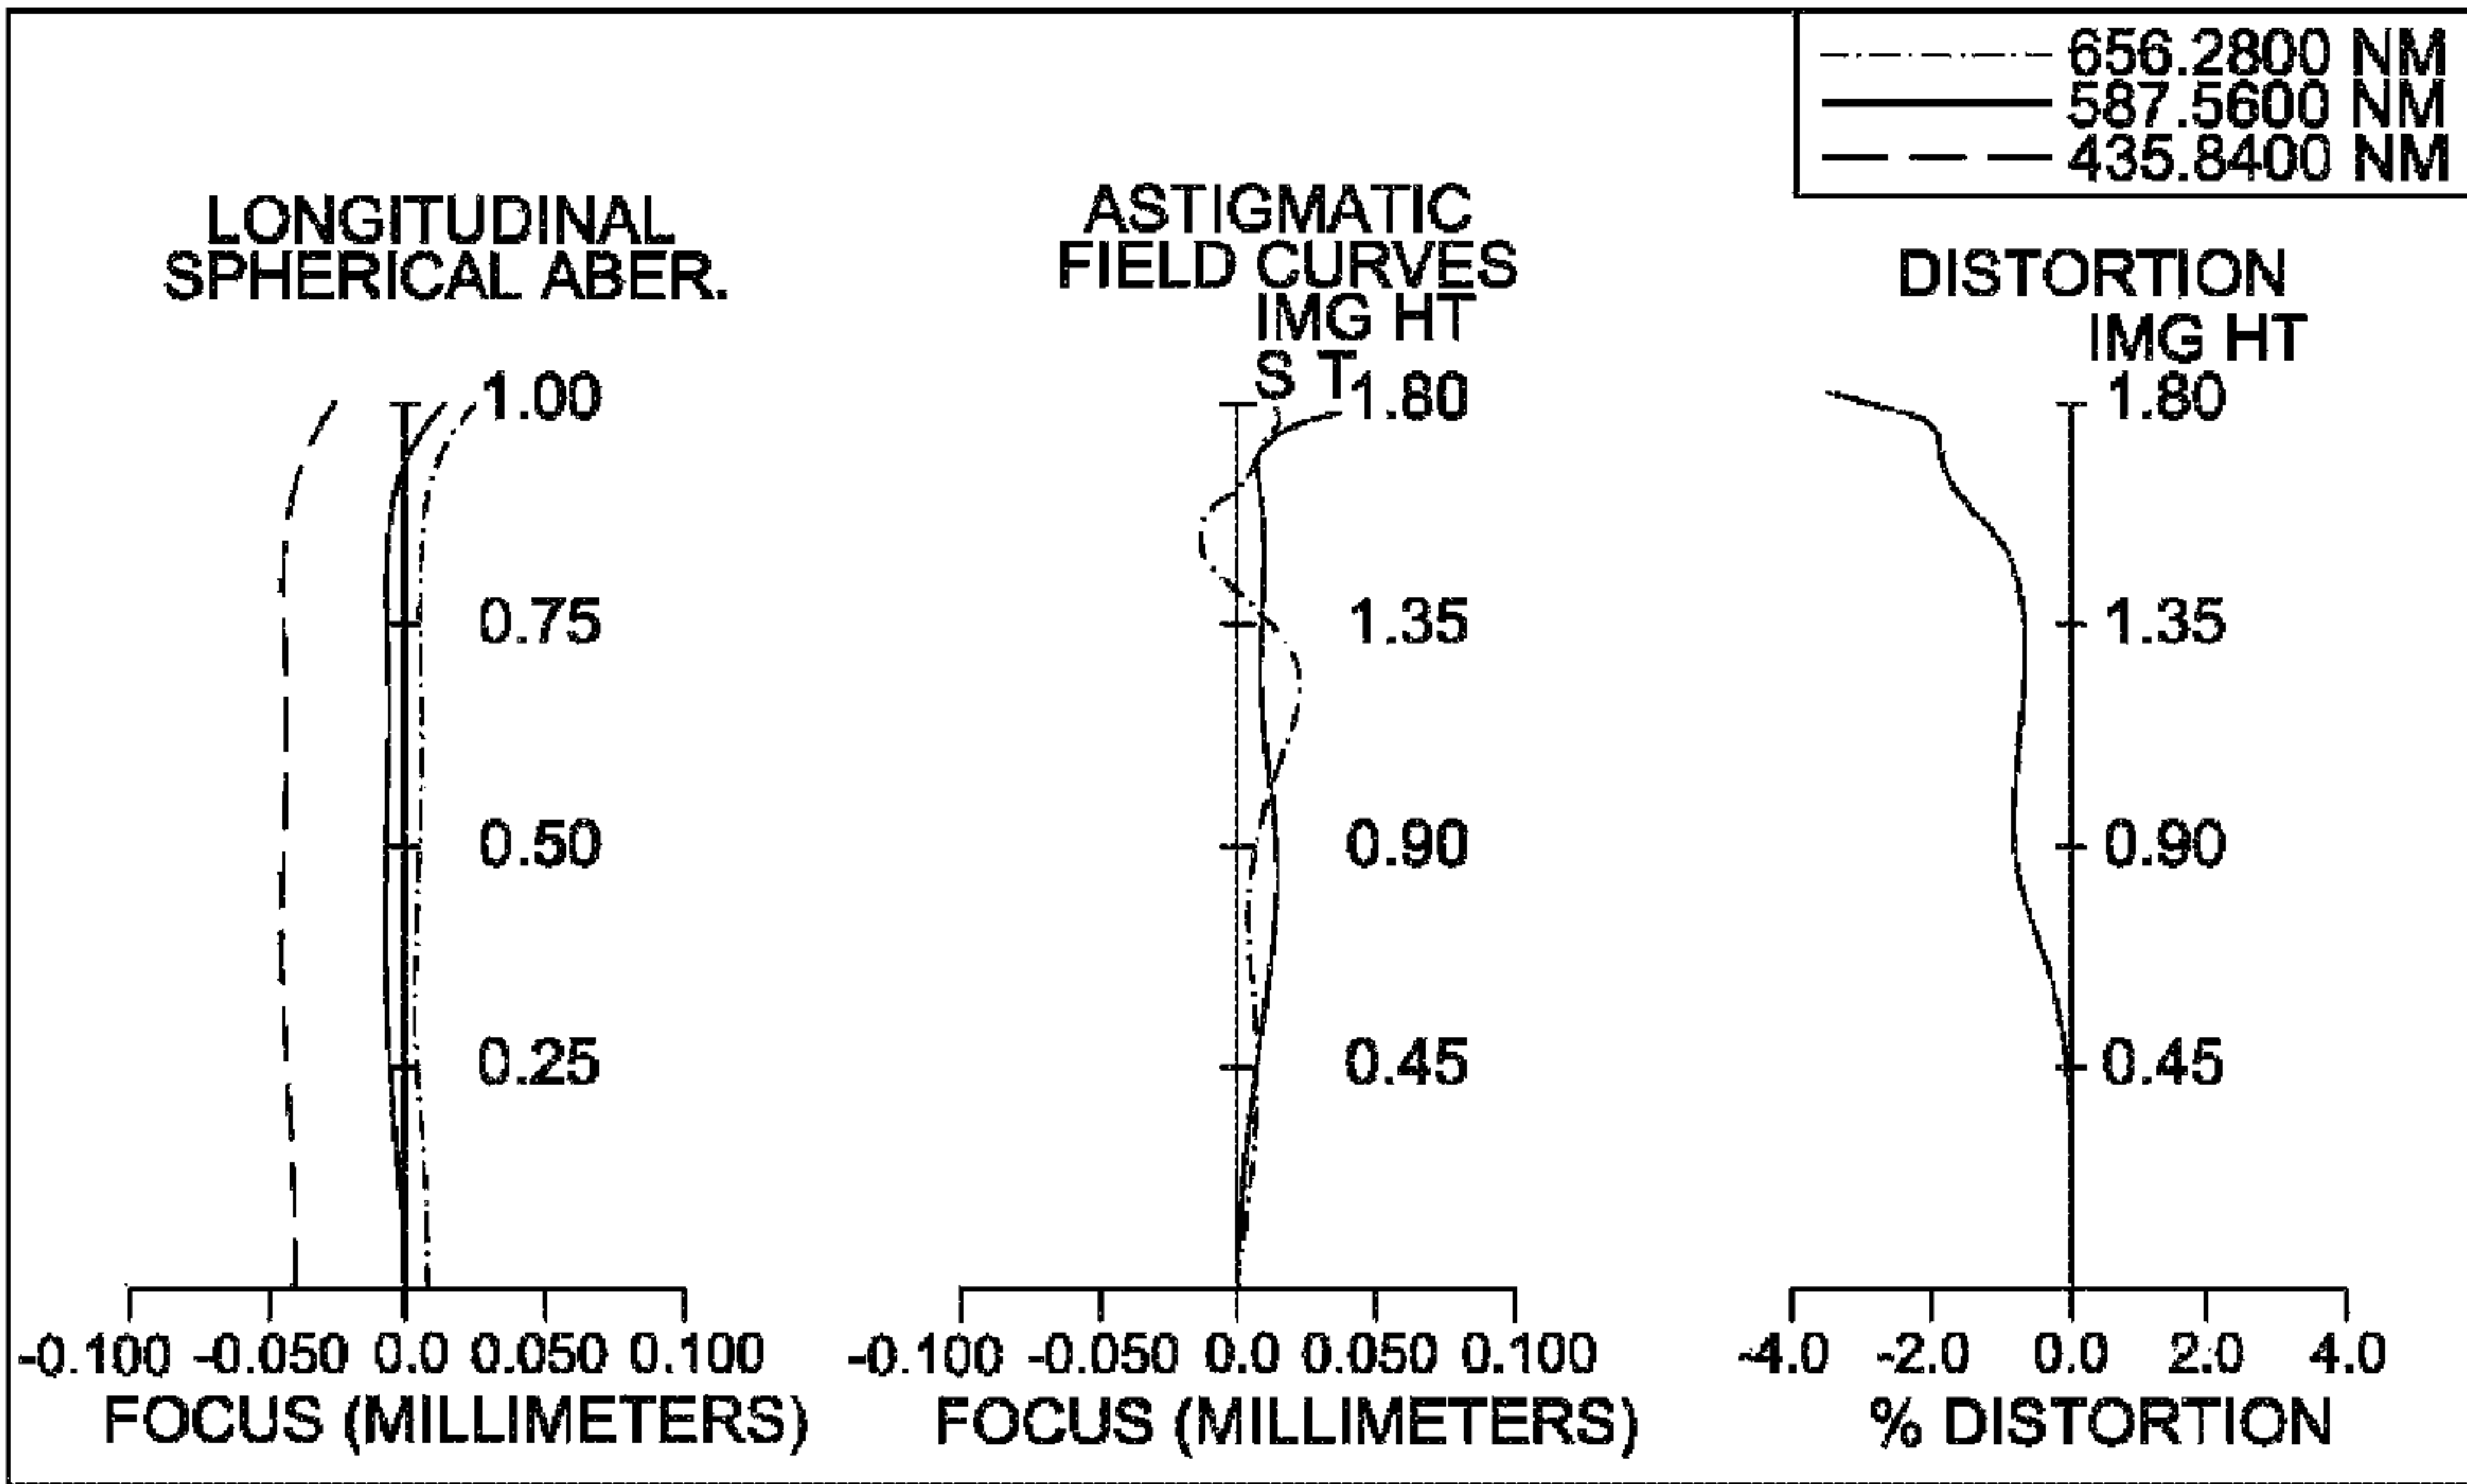 656.2800 NM
587.5600 NM
435.8400 NM
LONGITUDINAL
SPHERICAL ABER.
1.00
0.75
0.50
0.25
-0.100 -0.050 0.0 0.050 0.100
FOCUS (MILLIMETERS)
ASTIGMATIC
FIELD CURVES
IMG HT
S T
1.80
1.35
0.90
0.45
-0.100 -0.050 0.0 0.050 0.100
FOCUS (MILLIMETERS)
DISTORTION
IMG HT
1.80
1.35
0.90
0.45
-4.0 -2.0 0.0 2.0 4.0
% DISTORTION